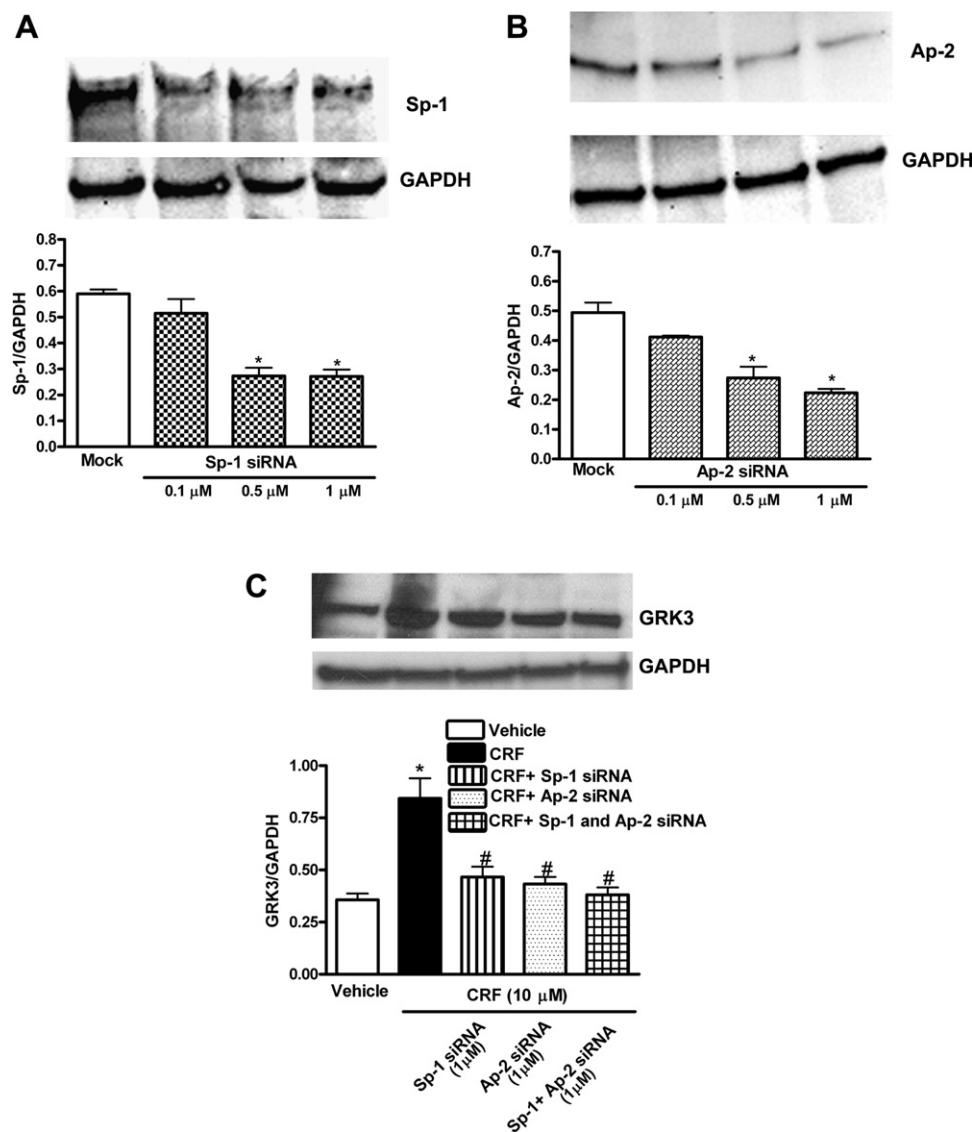 A
Sp-1
GAPDH
0.8
0.7
0.6
0.5
0.4
0.3
0.2
0.1
0.0
Sp-1/GAPDH
*
*
Mock
Sp-1 siRNA
0.1 μM
0.5 μM
1 μM
B
Ap-2
GAPDH
0.7
0.6
0.5
0.4
0.3
0.2
0.1
0.0
Ap-2/GAPDH
*
*
Mock
Ap-2 siRNA
0.1 μM
0.5 μM
1 μM
C
GRK3
GAPDH
Vehicle
CRF
CRF+ Sp-1 siRNA
CRF+ Ap-2 siRNA
CRF+ Sp-1 and Ap-2 siRNA
1.00
0.75
0.50
0.25
0.00
GRK3/GAPDH
*
#
#
#
Vehicle
CRF (10 μM)
Sp-1 siRNA
(1μM)
Ap-2 siRNA
(1μM)
Sp-1+ Ap-2 siRNA
(1μM)